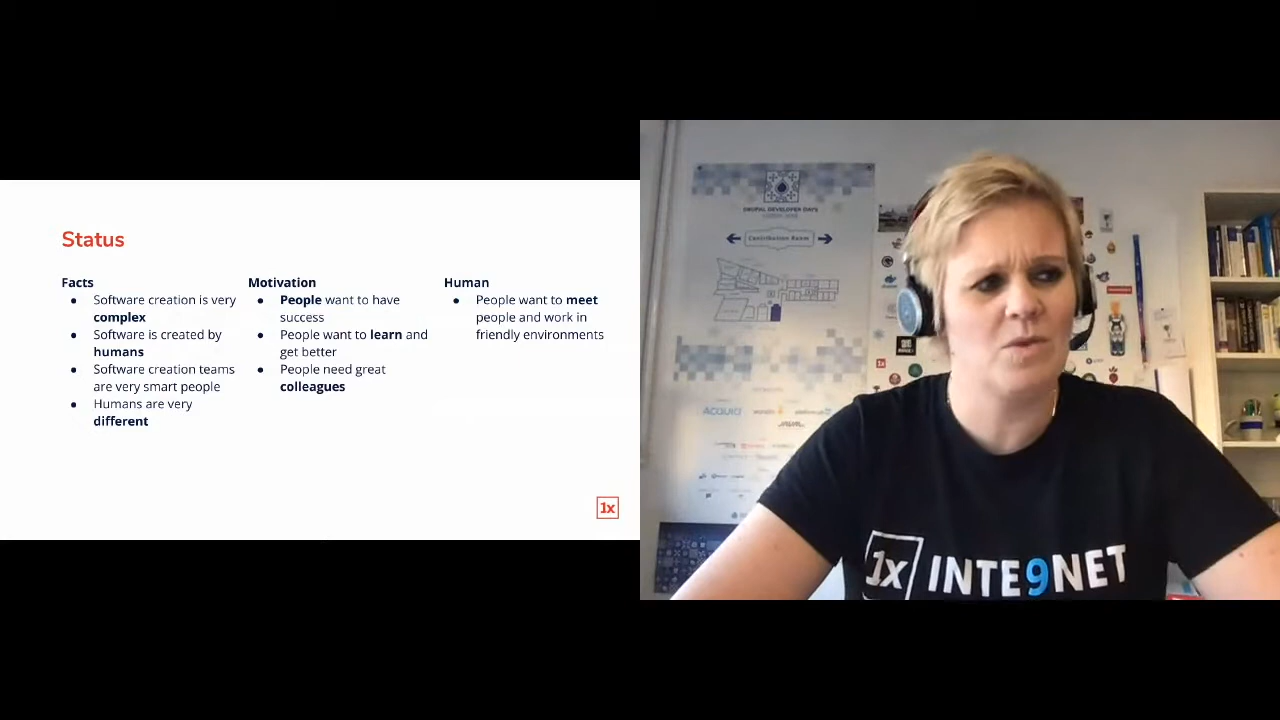 Status
Facts
Software creation is very
complex
Software is created by
humans
Software creation teams
are very smart people
Humans are very
different
Motivation
People want to have
success
People want to learn and
get better
People need great
colleagues
Human
People want to meet
people and work in
friendly environments
1x
DRUPAL DEVELOPER DAYS
Contribution Room
ACQUIA
1x INTE9NET